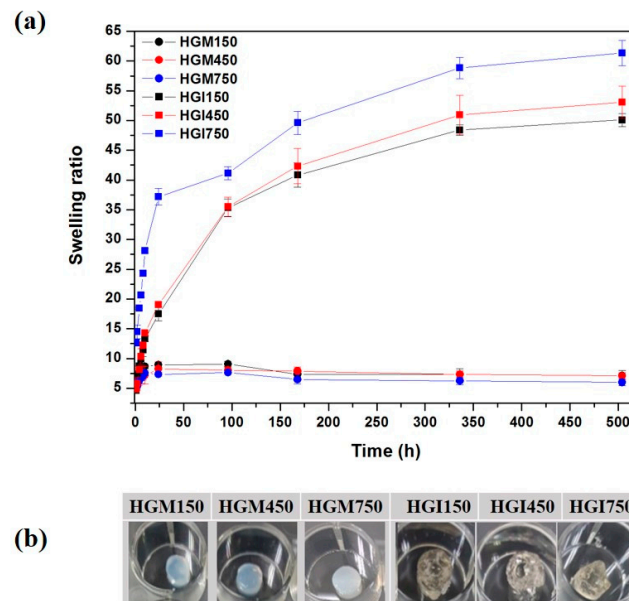 (a)
65
60
55
50
45
40
35
30
25
20
15
10
5
Swelling ratio
HGM150
HGM450
HGM750
HGI150
HGI450
HGI750
0 50 100 150 200 250 300 350 400 450 500
Time (h)
(b)
HGM150 HGM450 HGM750 HGI150 HGI450 HGI750